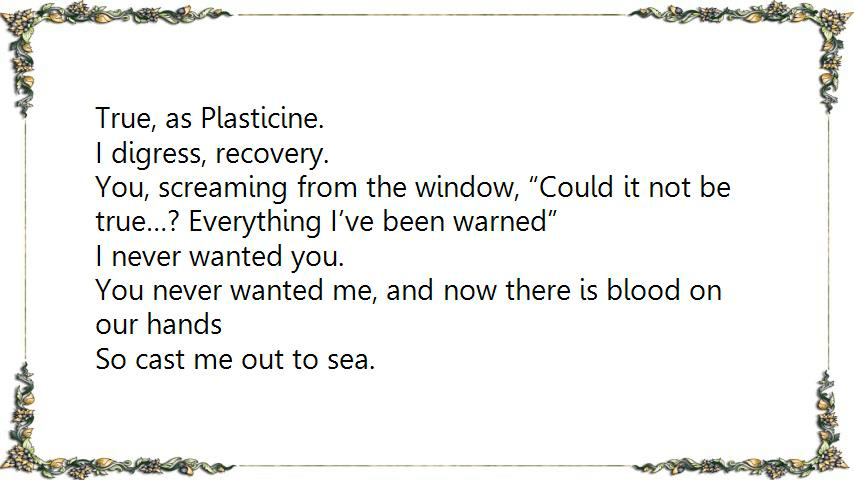 True, as Plasticine.
I digress, recovery.
You, screaming from the window, “Could it not be
true...? Everything I’ve been warned”
I never wanted you.
You never wanted me, and now there is blood on
our hands
So cast me out to sea.